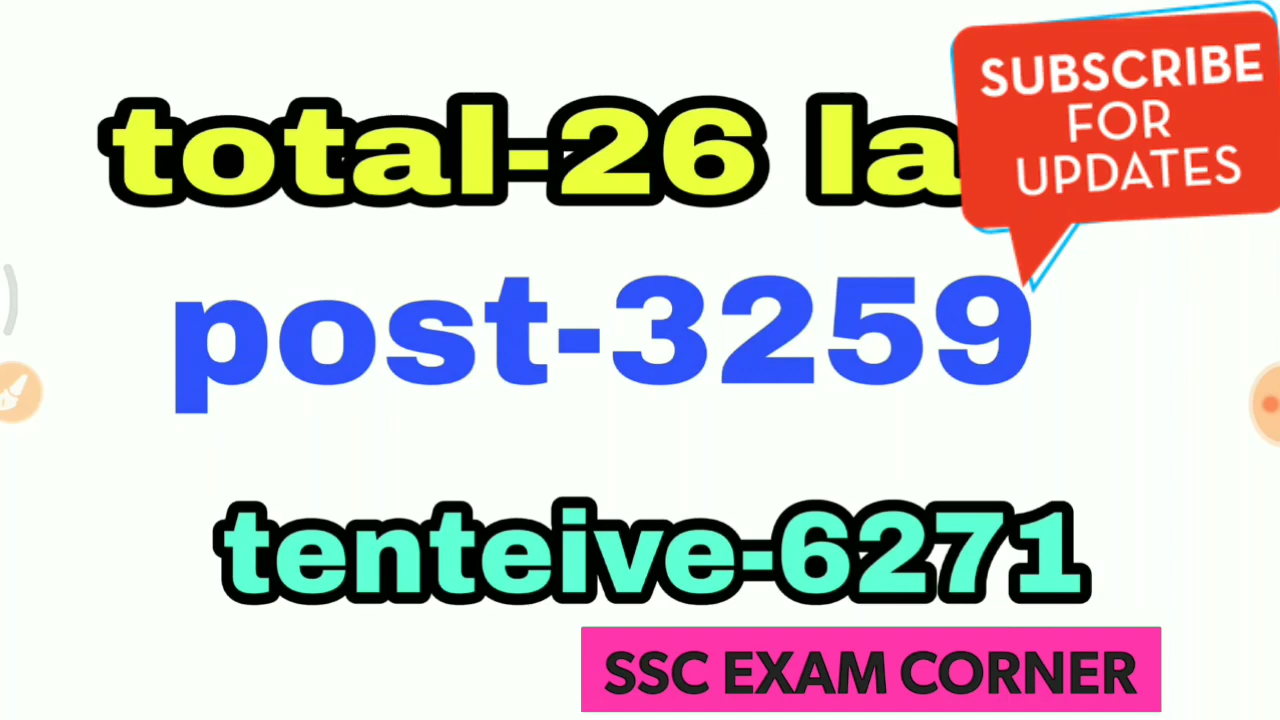 total-26 la
SUBSCRIBE
FOR
UPDATES
post-3259
tenteive-6271
SSC EXAM CORNER